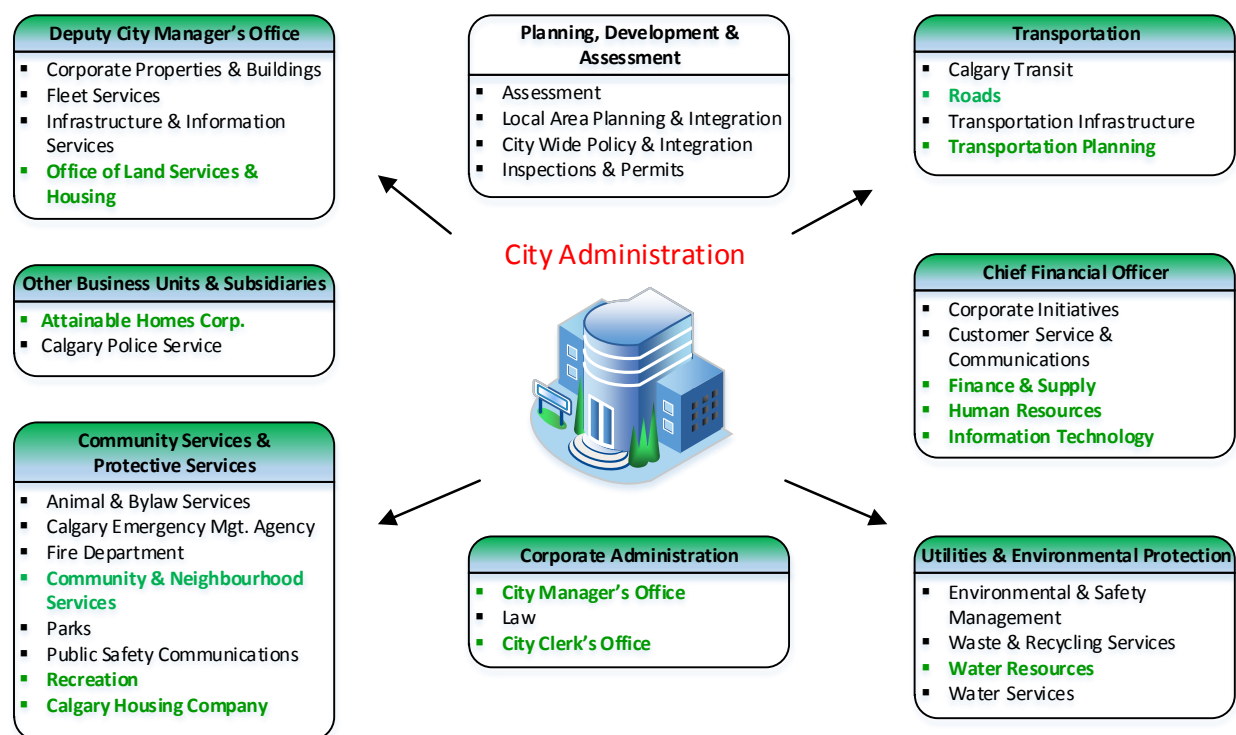 Deputy City Manager's Office
▪ Corporate Properties & Buildings
▪ Fleet Services
▪ Infrastructure & Information
Services
▪ Office of Land Services &
Housing
Planning, Development &
Assessment
▪ Assessment
▪ Local Area Planning & Integration
▪ City Wide Policy & Integration
▪ Inspections & Permits
Transportation
▪ Calgary Transit
▪ Roads
▪ Transportation Infrastructure
▪ Transportation Planning
City Administration
Other Business Units & Subsidiaries
▪ Attainable Homes Corp.
▪ Calgary Police Service
Chief Financial Officer
▪ Corporate Initiatives
▪ Customer Service &
Communications
▪ Finance & Supply
▪ Human Resources
▪ Information Technology
Community Services &
Protective Services
▪ Animal & Bylaw Services
▪ Calgary Emergency Mgt. Agency
▪ Fire Department
▪ Community & Neighbourhood
Services
▪ Parks
▪ Public Safety Communications
▪ Recreation
▪ Calgary Housing Company
Corporate Administration
▪ City Manager's Office
▪ Law
▪ City Clerk's Office
Utilities & Environmental Protection
▪ Environmental & Safety
Management
▪ Waste & Recycling Services
▪ Water Resources
▪ Water Services